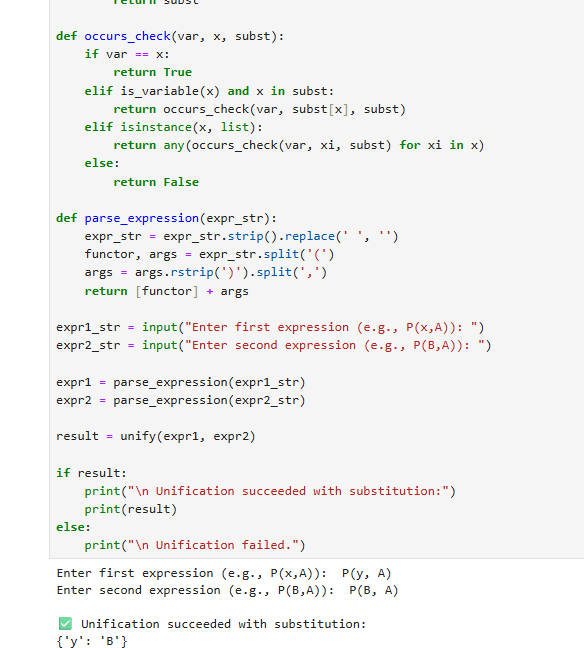 return subst
def occurs_check(var, x, subst):
    if var == x:
        return True
    elif is_variable(x) and x in subst:
        return occurs_check(var, subst[x], subst)
    elif isinstance(x, list):
        return any(occurs_check(var, xi, subst) for xi in x)
    else:
        return False
def parse_expression(expr_str):
    expr_str = expr_str.strip().replace(' ', '')
    functor, args = expr_str.split('(')
    args = args.rstrip(')').split(',')
    return [functor] + args
expr1_str = input("Enter first expression (e.g., P(x,A)): ")
expr2_str = input("Enter second expression (e.g., P(B,A)): ")
expr1 = parse_expression(expr1_str)
expr2 = parse_expression(expr2_str)
result = unify(expr1, expr2)
if result:
    print("\n Unification succeeded with substitution:")
    print(result)
else:
    print("\n Unification failed.")
Enter first expression (e.g., P(x,A)):  P(y, A)
Enter second expression (e.g., P(B,A)):  P(B, A)
✅ Unification succeeded with substitution:
{'y': 'B'}